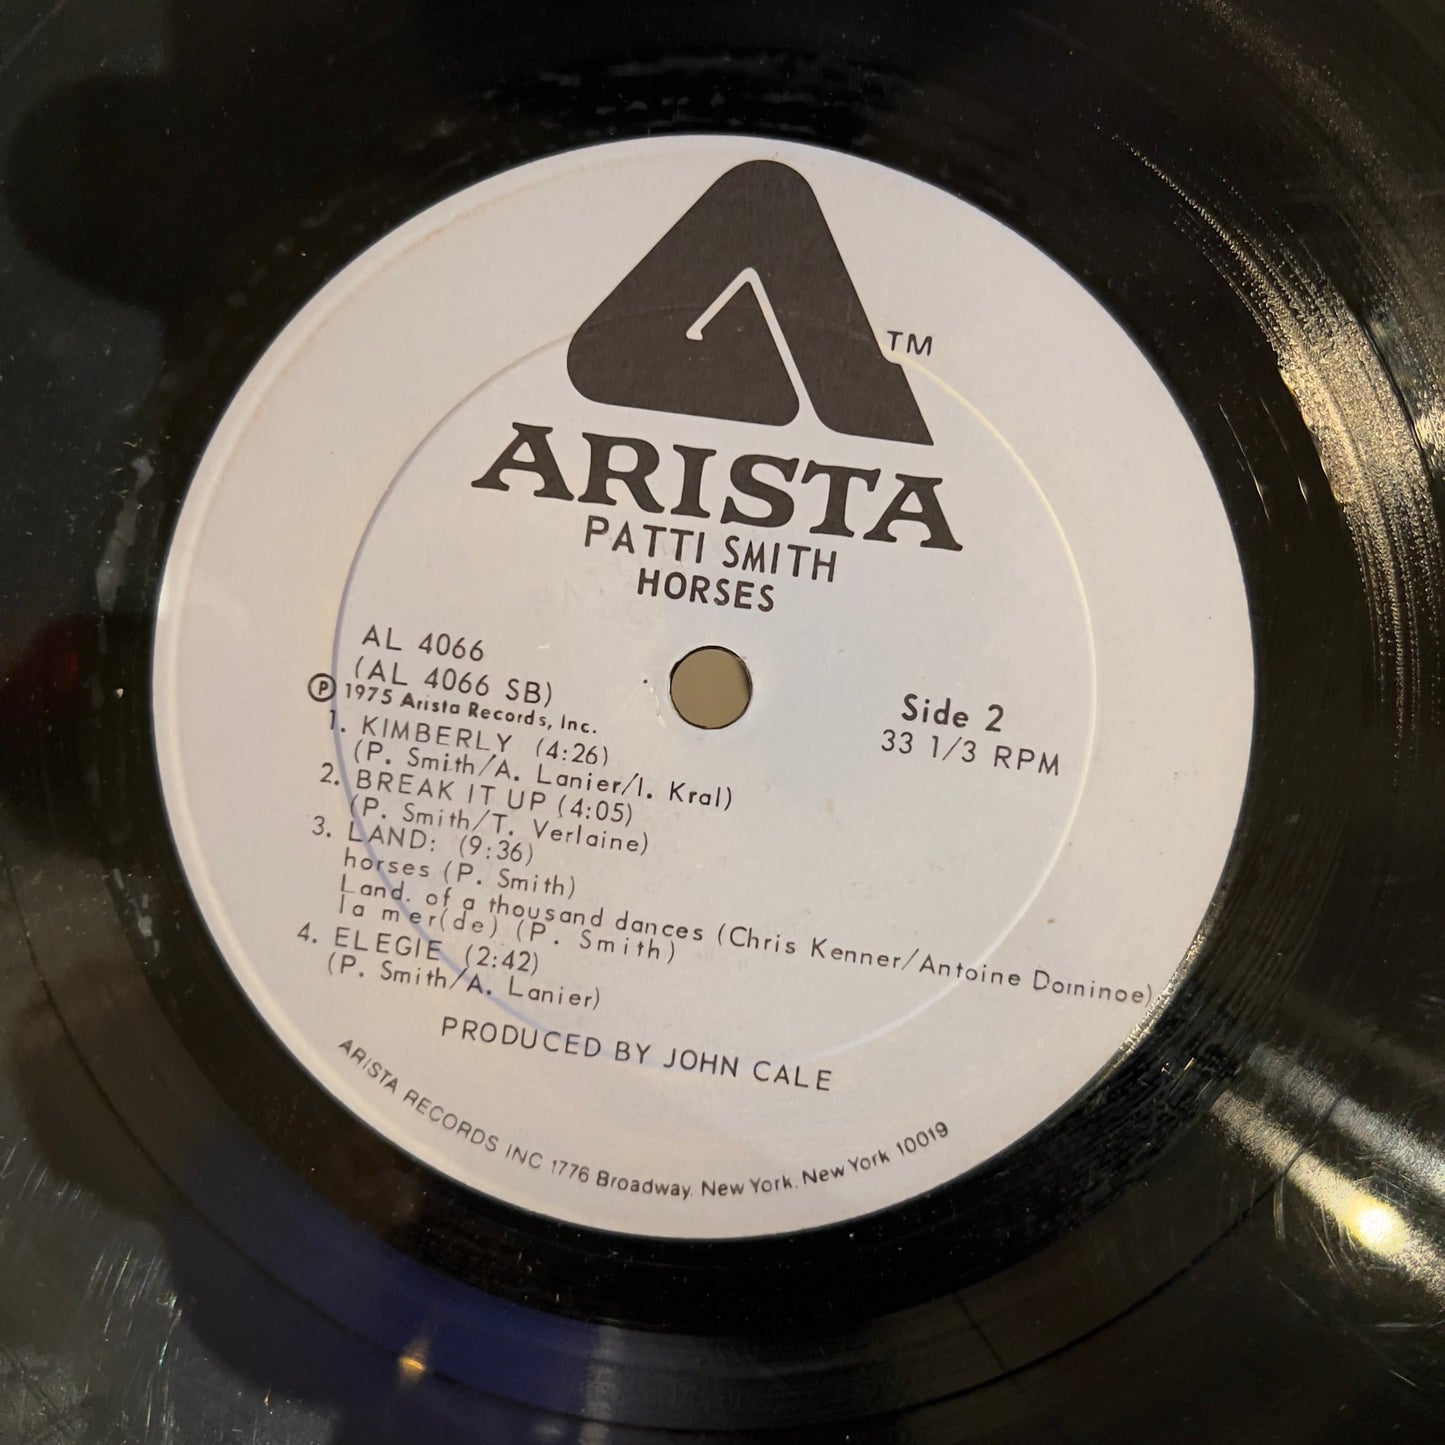 TM
ARISTA
PATTI SMITH
HORSES
AL 4066
(AL 4066 SB)
Ⓟ 1975 Arista Records, Inc.
Side 2
33 1/3 RPM
1. KIMBERLY (4:26)
(P. Smith/A. Lanier/I. Kral)
2. BREAK IT UP (4:05)
(P. Smith/T. Verlaine)
3. LAND: (9:36)
horses (P. Smith)
Land. of a thousand dances (Chris Kenner/Antoine Dominoe)
la mer(de) (P. Smith)
4. ELEGIE (2:42)
(P. Smith/A. Lanier)
PRODUCED BY JOHN CALE
ARISTA RECORDS INC 1776 Broadway. New York. New York 10019